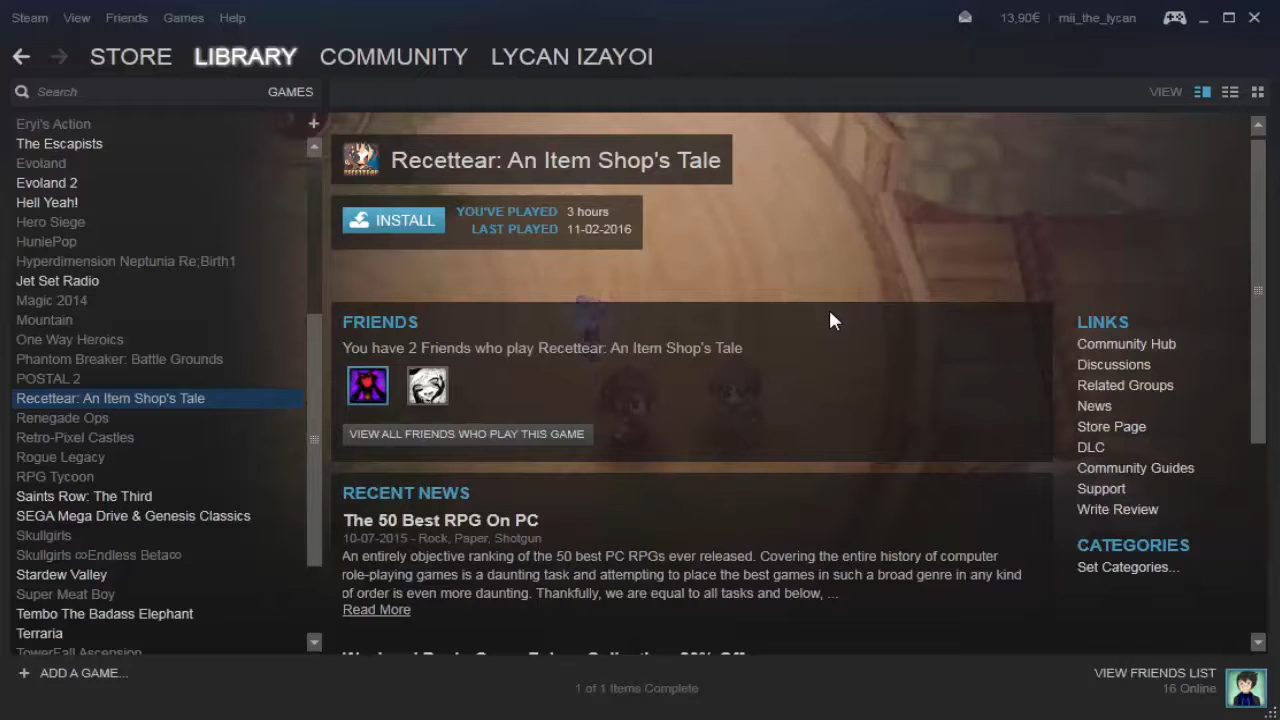 Steam View Friends Games Help 13,90€ mii_the_lycan
STORE LIBRARY COMMUNITY LYCAN IZAYOI
Search GAMES VIEW
Eryi's Action
The Escapists
Evoland
Evoland 2
Hell Yeah!
Hero Siege
HuniePop
Hyperdimension Neptunia Re;Birth1
Jet Set Radio
Magic 2014
Mountain
One Way Heroics
Phantom Breaker: Battle Grounds
POSTAL 2
Recettear: An Item Shop's Tale
Renegade Ops
Retro-Pixel Castles
Rogue Legacy
RPG Tycoon
Saints Row: The Third
SEGA Mega Drive & Genesis Classics
Skullgirls
Skullgirls ∞Endless Beta∞
Stardew Valley
Super Meat Boy
Tembo The Badass Elephant
Terraria
TowerFall Ascension
ADD A GAME...
Recettear: An Item Shop's Tale
INSTALL
YOU'VE PLAYED 3 hours
LAST PLAYED 11-02-2016
FRIENDS
You have 2 Friends who play Recettear: An Item Shop's Tale
VIEW ALL FRIENDS WHO PLAY THIS GAME
RECENT NEWS
The 50 Best RPG On PC
10-07-2015 - Rock, Paper, Shotgun
An entirely objective ranking of the 50 best PC RPGs ever released. Covering the entire history of computer
role-playing games is a daunting task and attempting to place the best games in such a broad genre in any kind
of order is even more daunting. Thankfully, we are equal to all tasks and below, ...
Read More
LINKS
Community Hub
Discussions
Related Groups
News
Store Page
DLC
Community Guides
Support
Write Review
CATEGORIES
Set Categories...
1 of 1 Items Complete
VIEW FRIENDS LIST
16 Online